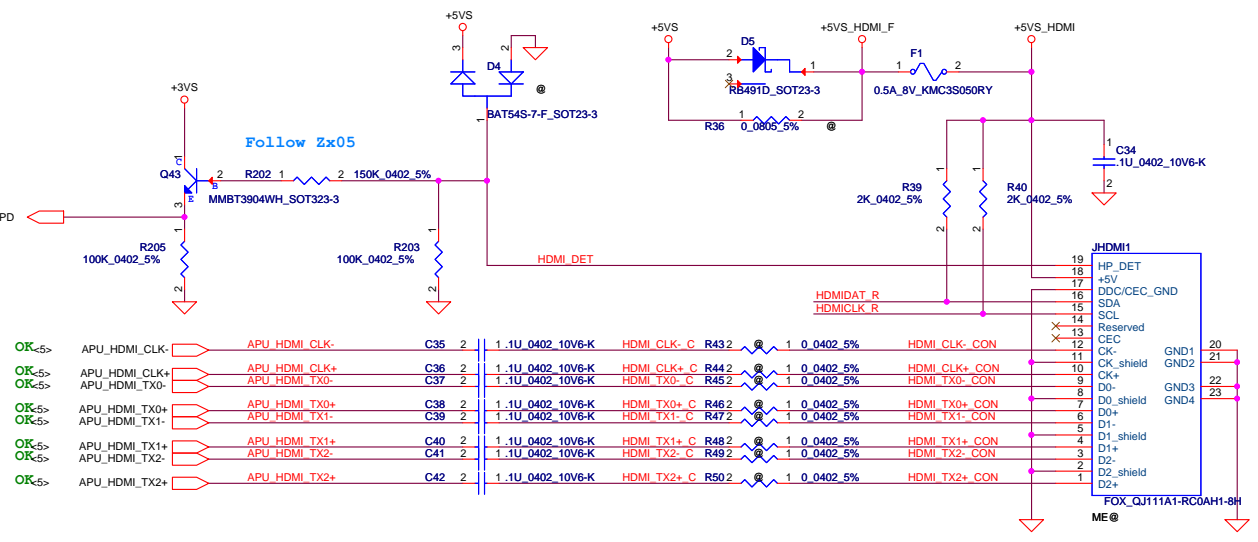 +5VS
+5VS
+5VS_HDMI_F
+5VS_HDMI
3
2
D4
@
BAT54S-7-F_SOT23-3
1
D5
2
1
3
RB491D_SOT23-3
F1
1
2
0.5A_8V_KMC3S050RY
R36
1
2
0_0805_5%
@
+3VS
Follow Zx05
1
C
Q43
2
B
E
3
R202
1
2
150K_0402_5%
MMBT3904WH_SOT323-3
PD
1
R205
100K_0402_5%
2
1
R203
100K_0402_5%
2
HDMI_DET
1
R39
2K_0402_5%
2
1
R40
2K_0402_5%
2
1
C34
.1U_0402_10V6-K
2
HDMIDAT_R
HDMICLK_R
JHDMI1
19 HP_DET
18 +5V
17 DDC/CEC_GND
16 SDA
15 SCL
14 Reserved
13 CEC
12 CK-
11 CK_shield
10 CK+
9 D0-
8 D0_shield
7 D0+
6 D1-
5 D1_shield
4 D1+
3 D2-
2 D2_shield
1 D2+
GND1 20
GND2 21
GND3 22
GND4 23
FOX_QJ111A1-RC0AH1-8H
ME@
OK <5> APU_HDMI_CLK- APU_HDMI_CLK- C35 2 1 .1U_0402_10V6-K HDMI_CLK-_C R43 2 @ 1 0_0402_5% HDMI_CLK-_CON
OK <5> APU_HDMI_CLK+ APU_HDMI_CLK+ C36 2 1 .1U_0402_10V6-K HDMI_CLK+_C R44 2 @ 1 0_0402_5% HDMI_CLK+_CON
OK <5> APU_HDMI_TX0- APU_HDMI_TX0- C37 2 1 .1U_0402_10V6-K HDMI_TX0-_C R45 2 @ 1 0_0402_5% HDMI_TX0-_CON
OK <5> APU_HDMI_TX0+ APU_HDMI_TX0+ C38 2 1 .1U_0402_10V6-K HDMI_TX0+_C R46 2 @ 1 0_0402_5% HDMI_TX0+_CON
OK <5> APU_HDMI_TX1- APU_HDMI_TX1- C39 2 1 .1U_0402_10V6-K HDMI_TX1-_C R47 2 @ 1 0_0402_5% HDMI_TX1-_CON
OK <5> APU_HDMI_TX1+ APU_HDMI_TX1+ C40 2 1 .1U_0402_10V6-K HDMI_TX1+_C R48 2 @ 1 0_0402_5% HDMI_TX1+_CON
OK <5> APU_HDMI_TX2- APU_HDMI_TX2- C41 2 1 .1U_0402_10V6-K HDMI_TX2-_C R49 2 @ 1 0_0402_5% HDMI_TX2-_CON
OK <5> APU_HDMI_TX2+ APU_HDMI_TX2+ C42 2 1 .1U_0402_10V6-K HDMI_TX2+_C R50 2 @ 1 0_0402_5% HDMI_TX2+_CON